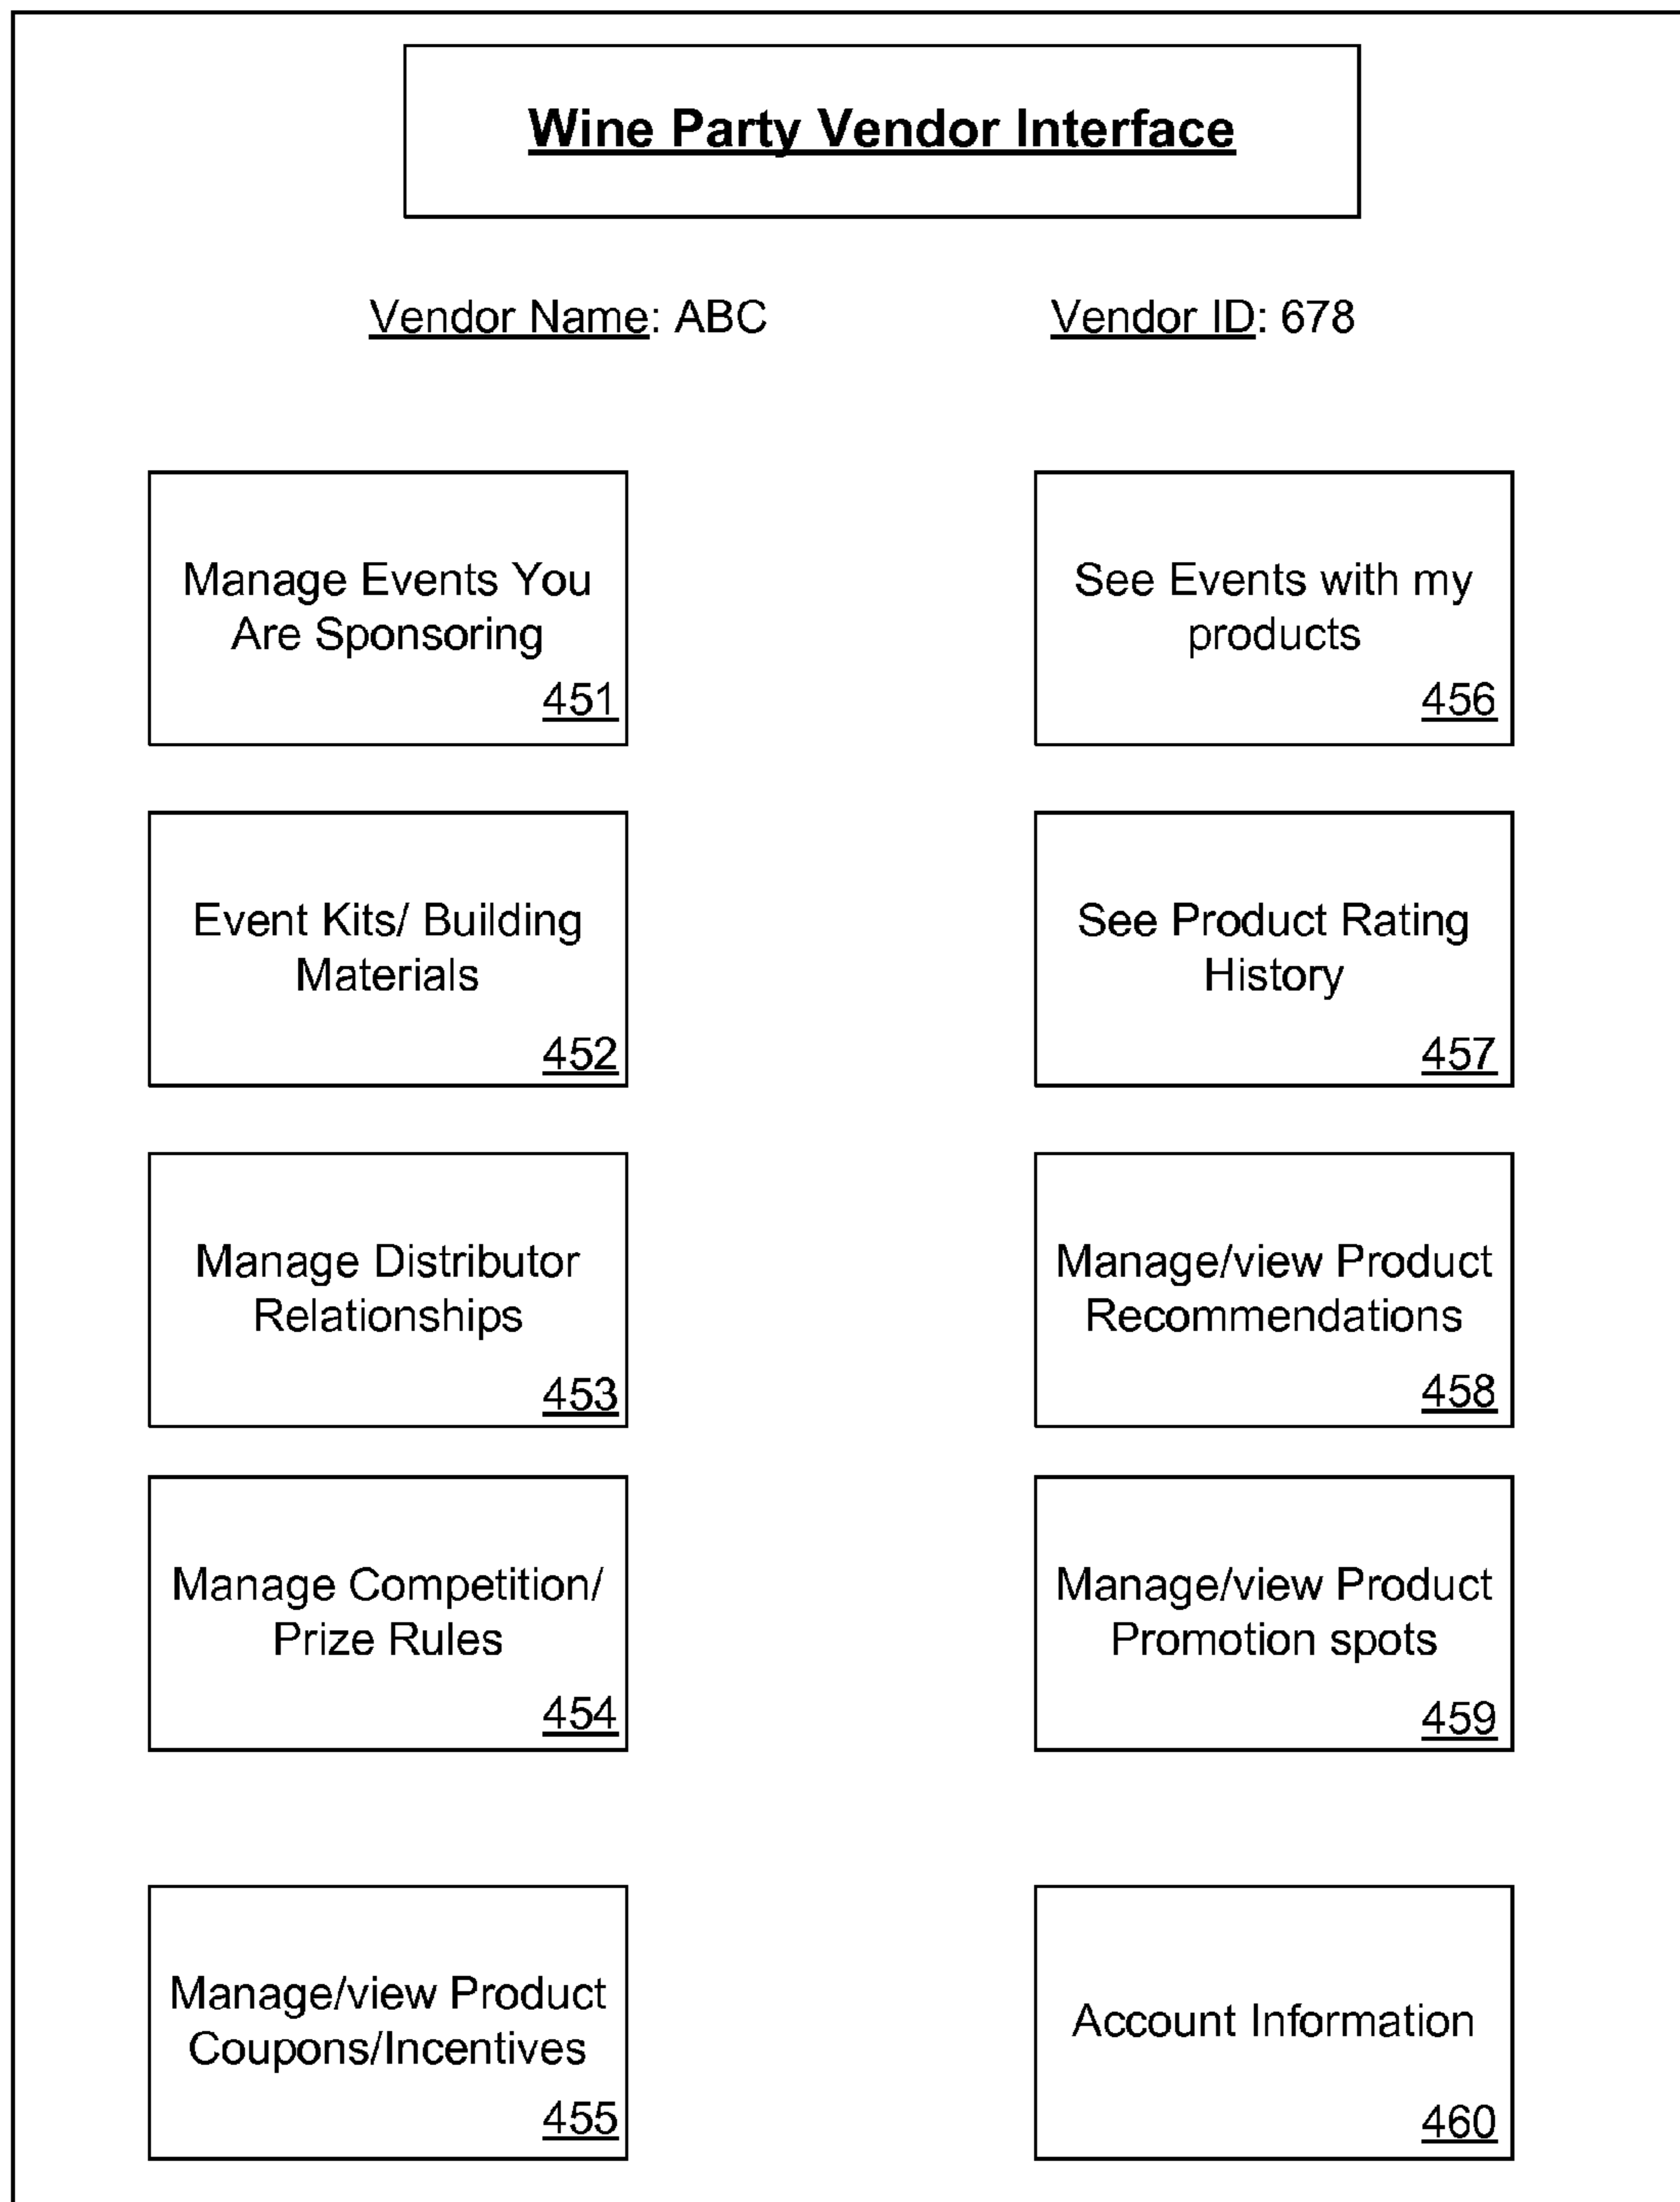 Wine Party Vendor Interface
Vendor Name: ABC
Vendor ID: 678
Manage Events You
Are Sponsoring
451
See Events with my
products
456
Event Kits/ Building
Materials
452
See Product Rating
History
457
Manage Distributor
Relationships
453
Manage/view Product
Recommendations
458
Manage Competition/
Prize Rules
454
Manage/view Product
Promotion spots
459
Manage/view Product
Coupons/Incentives
455
Account Information
460